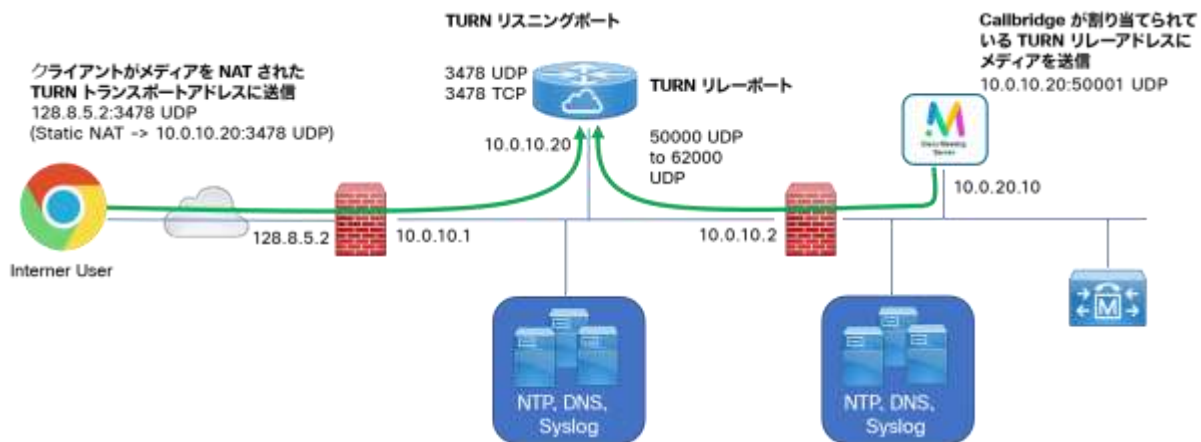 クライアントがメディアを NAT された
TURN トランスポートアドレスに送信
128.8.5.2:3478 UDP
(Static NAT -> 10.0.10.20:3478 UDP)
TURN リスニングポート
3478 UDP
3478 TCP
10.0.10.20
TURN リレーポート
50000 UDP
to 62000
UDP
Callbridge が割り当てられて
いる TURN リレーアドレスに
メディアを送信
10.0.10.20:50001 UDP
Cisco Meeting
Server
10.0.20.10
128.8.5.2
10.0.10.1
10.0.10.2
Interner User
M
NTP、DNS、
Syslog
NTP、DNS、
Syslog